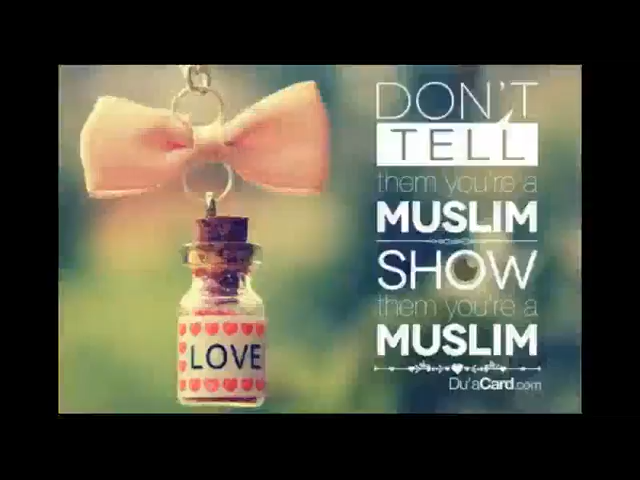 DON'T
TELL
them you're a
MUSLIM
SHOW
them you're a
MUSLIM
Du'aCard.com
LOVE